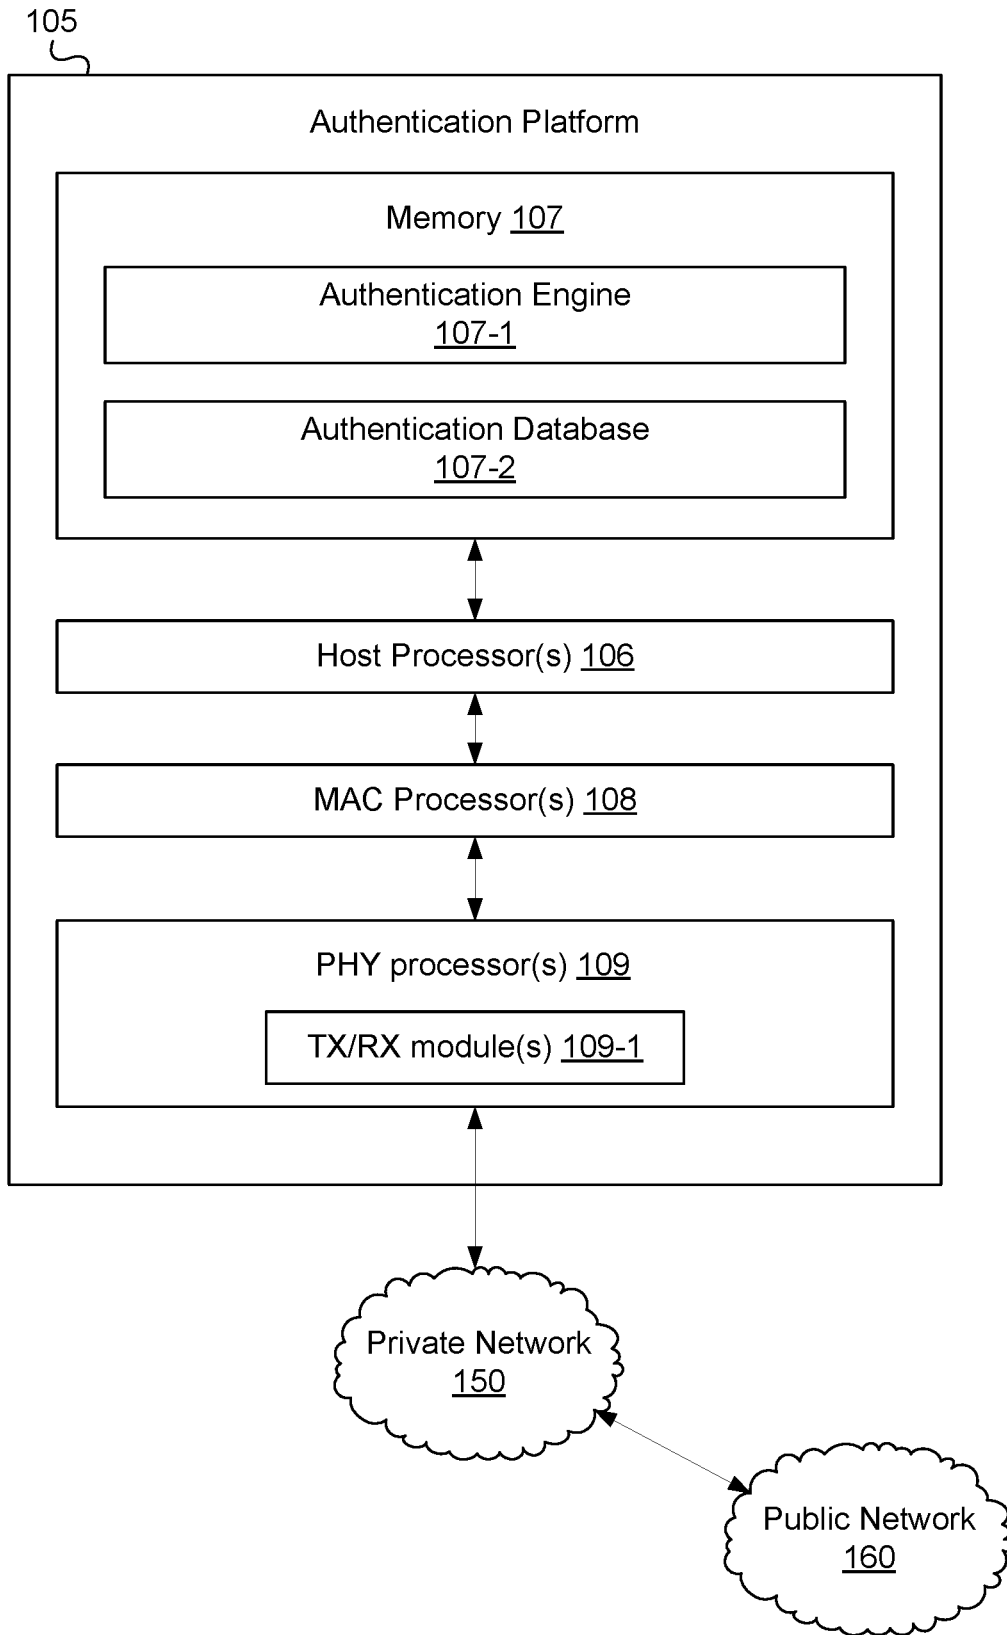 105
Authentication Platform
Memory 107
Authentication Engine
107-1
Authentication Database
107-2
Host Processor(s) 106
MAC Processor(s) 108
PHY processor(s) 109
TX/RX module(s) 109-1
Private Network
150
Public Network
160